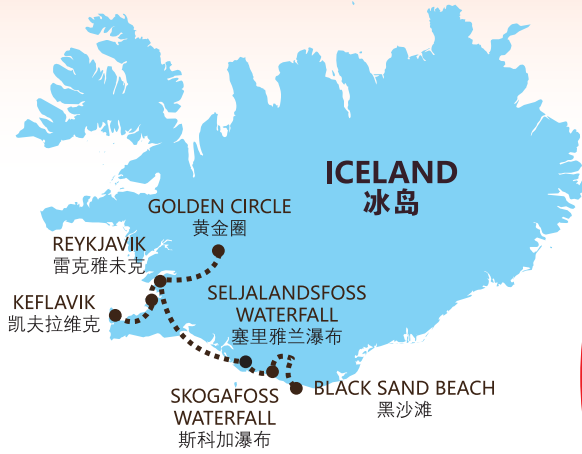 ICELAND
冰岛
GOLDEN CIRCLE
黄金圈
REYKJAVIK
雷克雅未克
KEFLAVIK
凯夫拉维克
SELJALANDSFOSS
WATERFALL
塞里雅兰瀑布
SKOGAFOSS
WATERFALL
斯科加瀑布
BLACK SAND BEACH
黑沙滩